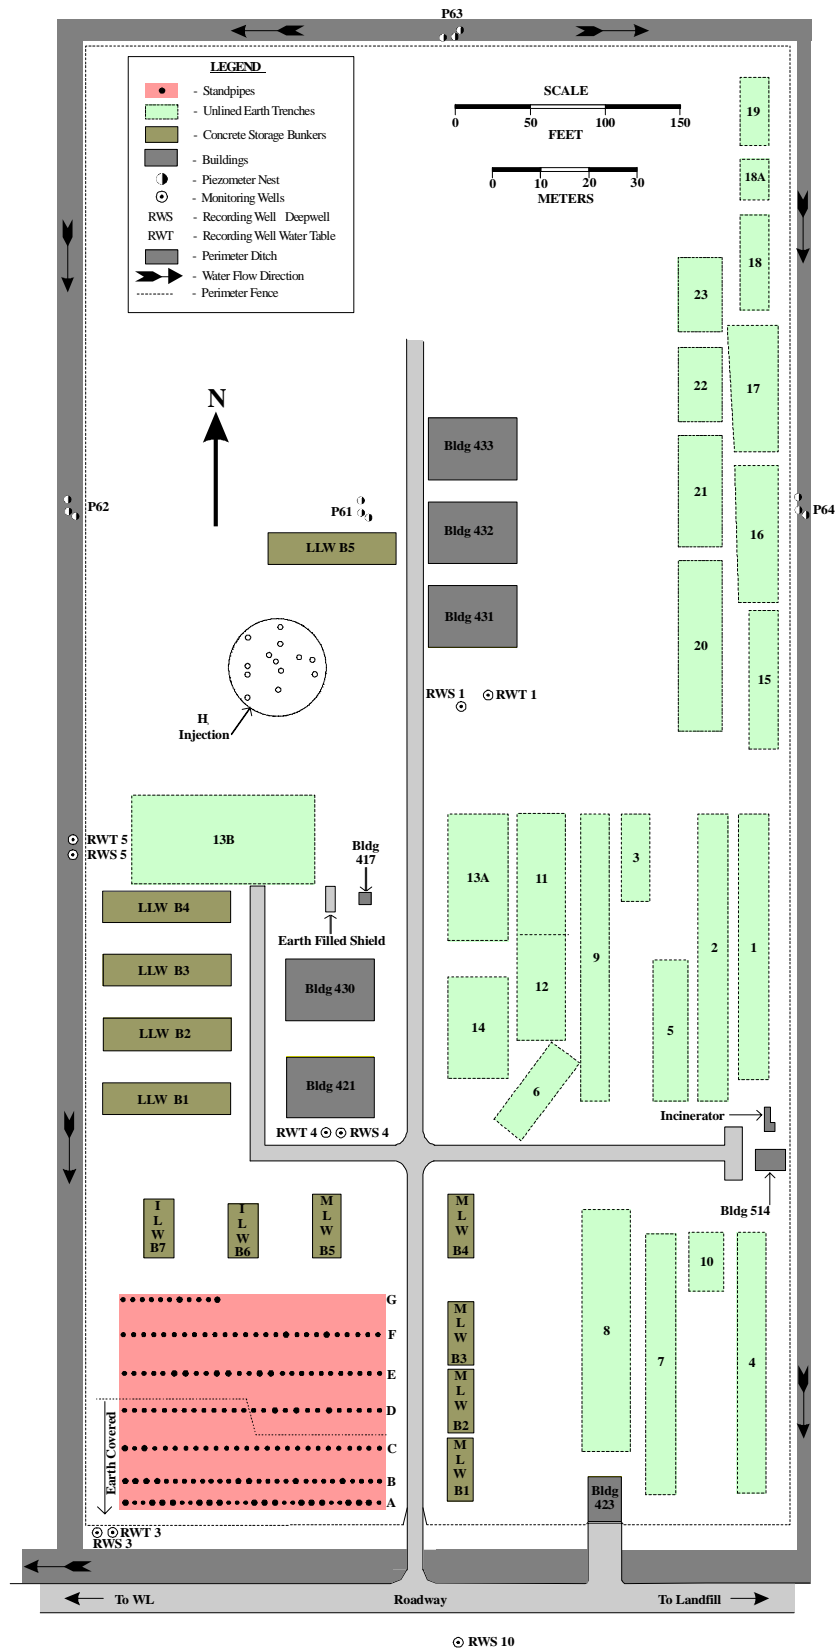 P63
LEGEND
- Standpipes
- Unlined Earth Trenches
- Concrete Storage Bunkers
- Buildings
- Piezometer Nest
- Monitoring Wells
RWS - Recording Well Deepwell
RWT - Recording Well Water Table
- Perimeter Ditch
- Water Flow Direction
- Perimeter Fence
SCALE
0 50 100 150
FEET
0 10 20 30
METERS
19
18A
18
23
17
22
N
Bldg 433
21
P62
P61
P64
16
Bldg 432
LLW B5
Bldg 431
20
15
RWS 1
RWT 1
H,
Injection
RWT 5
RWS 5
13B
Bldg
417
3
13A
11
LLW B4
Earth Filled Shield
9
2
1
LLW B3
Bldg 430
12
14
5
LLW B2
Bldg 421
6
LLW B1
Incinerator
RWT 4
RWS 4
Bldg 514
I
L
W
B7
I
L
W
B6
M
L
W
B5
M
L
W
B4
10
G
M
L
W
B3
8
F
7
4
E
M
L
W
B2
D
Earth Covered
C
M
L
W
B1
B
A
Bldg
423
RWT 3
RWS 3
To WL
Roadway
To Landfill
RWS 10